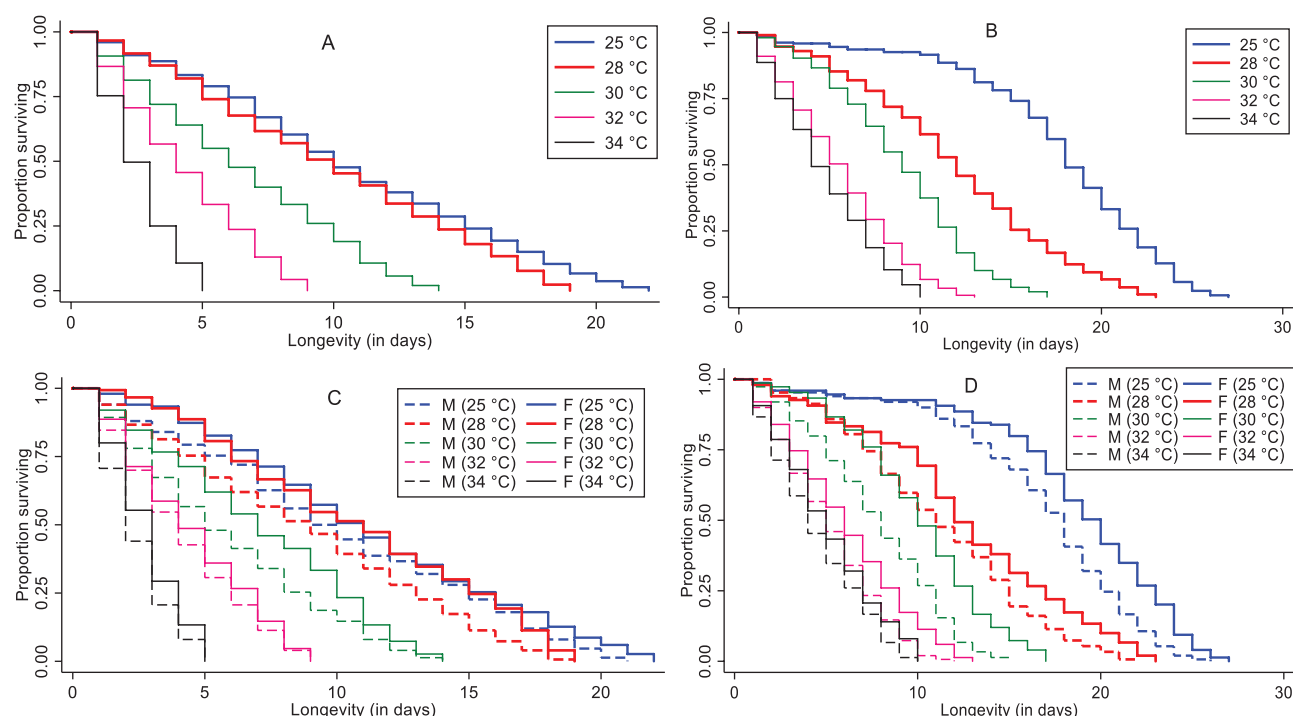 A
Proportion surviving
0.00 0.25 0.50 0.75 1.00
0 5 10 15 20
Longevity (in days)
25 °C
28 °C
30 °C
32 °C
34 °C
B
Proportion surviving
0.00 0.25 0.50 0.75 1.00
0 10 20 30
Longevity (in days)
25 °C
28 °C
30 °C
32 °C
34 °C
C
Proportion surviving
0.00 0.25 0.50 0.75 1.00
0 5 10 15 20
Longevity (in days)
M (25 °C) F (25 °C)
M (28 °C) F (28 °C)
M (30 °C) F (30 °C)
M (32 °C) F (32 °C)
M (34 °C) F (34 °C)
D
Proportion surviving
0.00 0.25 0.50 0.75 1.00
0 10 20 30
Longevity (in days)
M (25 °C) F (25 °C)
M (28 °C) F (28 °C)
M (30 °C) F (30 °C)
M (32 °C) F (32 °C)
M (34 °C) F (34 °C)